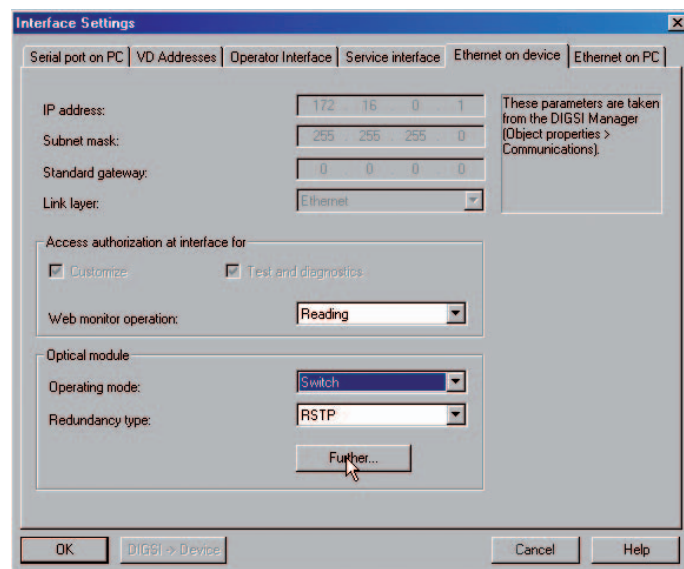 Interface Settings
Serial port on PC VD Addresses Operator Interface Service interface Ethernet on device Ethernet on PC
IP address: 172 . 16 . 0 . 1
Subnet mask: 255 . 255 . 255 . 0
Standard gateway: 0 . 0 . 0 . 0
Link layer: Ethernet
These parameters are taken
from the DIGSI Manager
(Object properties >
Communications).
Access authorization at interface for
Customize Test and diagnostics
Web monitor operation: Reading
Optical module
Operating mode: Switch
Redundancy type: RSTP
Further...
OK DIGSI -> Device Cancel Help